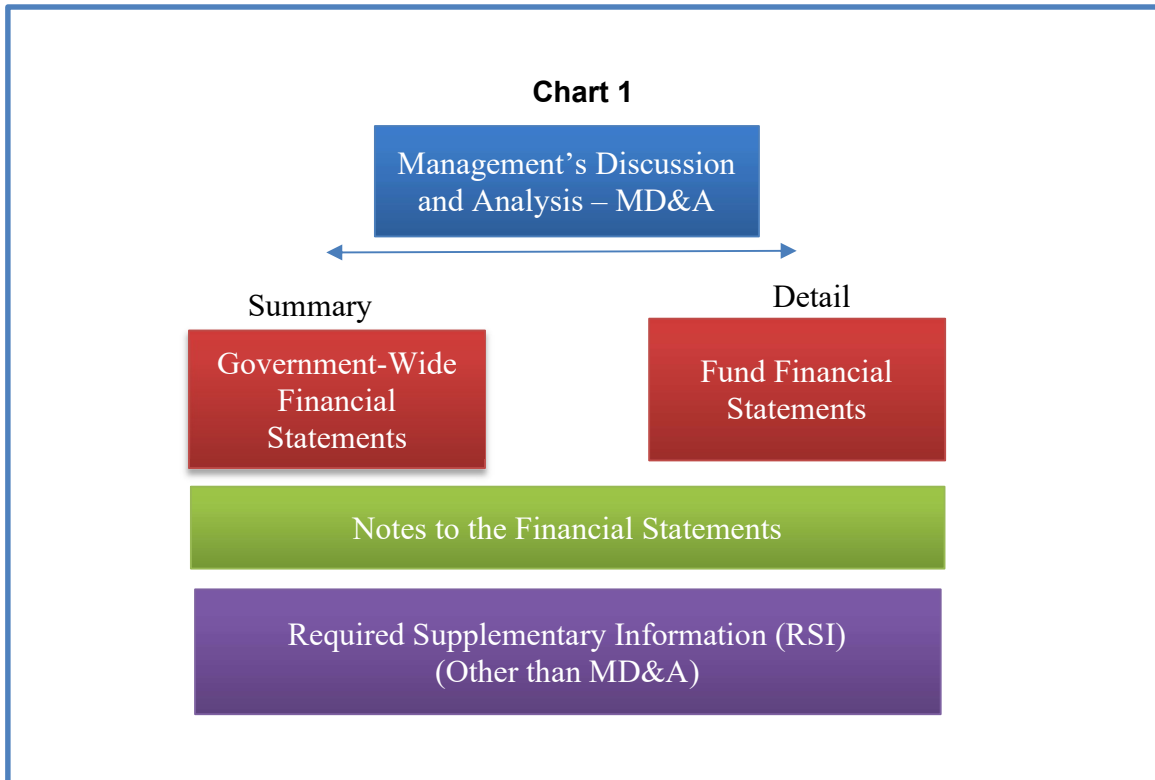 Chart 1
Management’s Discussion
and Analysis – MD&A
Summary
Detail
Government-Wide
Financial
Statements
Fund Financial
Statements
Notes to the Financial Statements
Required Supplementary Information (RSI)
(Other than MD&A)